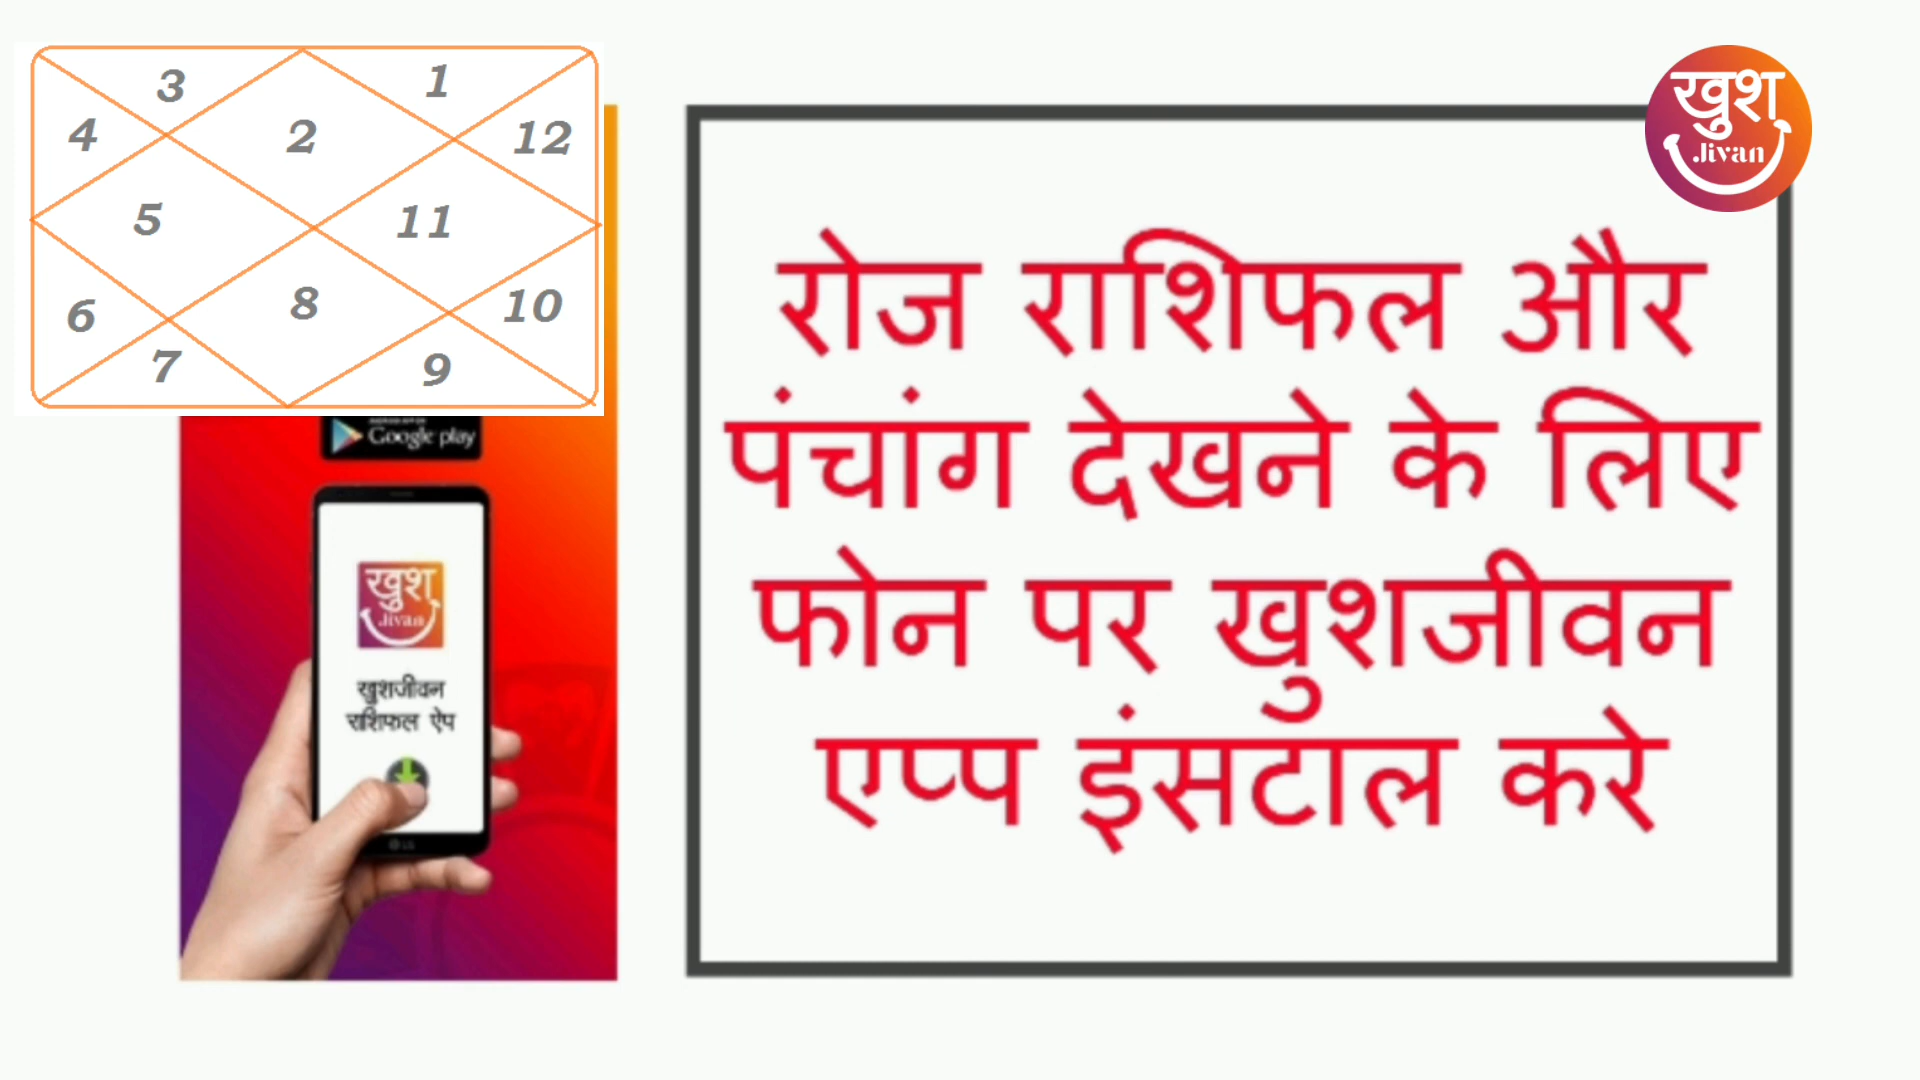 3
1
4
2
12
5
11
6
8
10
7
9
Google play
खुश
Jivan
खुशजीवन
राशिफल ऐप
LG
खुश
Jivan
रोज राशिफल और
पंचांग देखने के लिए
फोन पर खुशजीवन
एप्प इंसटाल करे